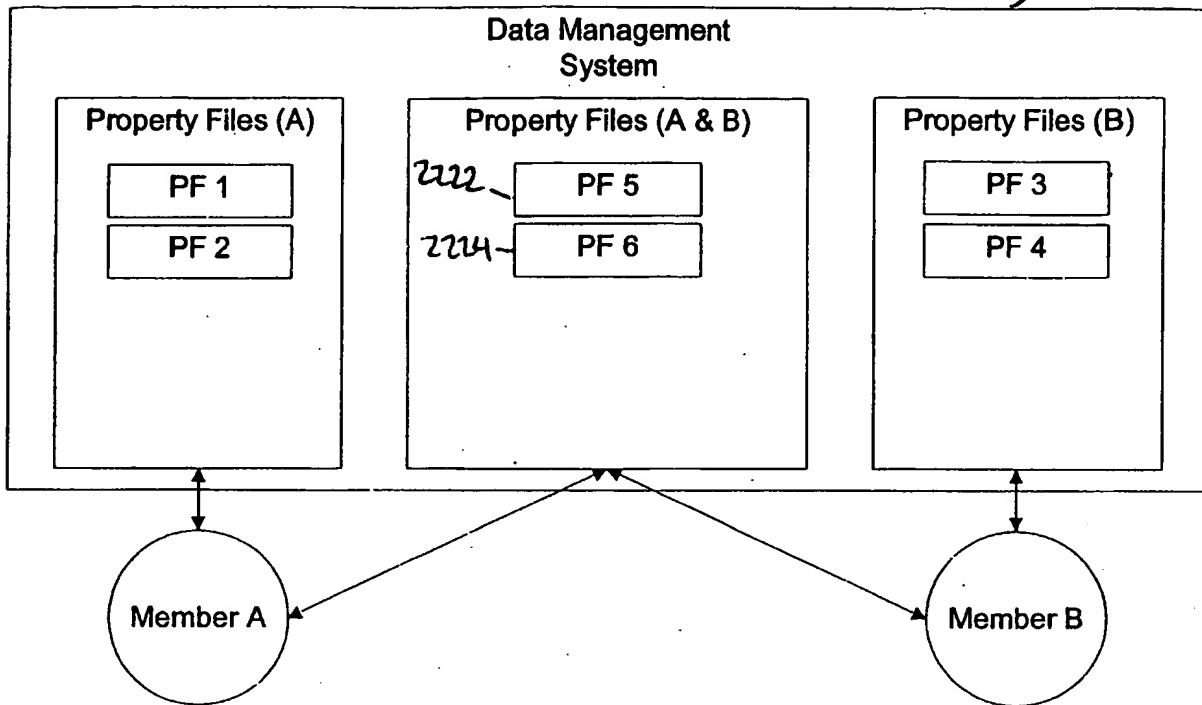 Data Management
System
Property Files (A)
PF 1
PF 2
Property Files (A & B)
2222
PF 5
2224
PF 6
Property Files (B)
PF 3
PF 4
Member A
Member B